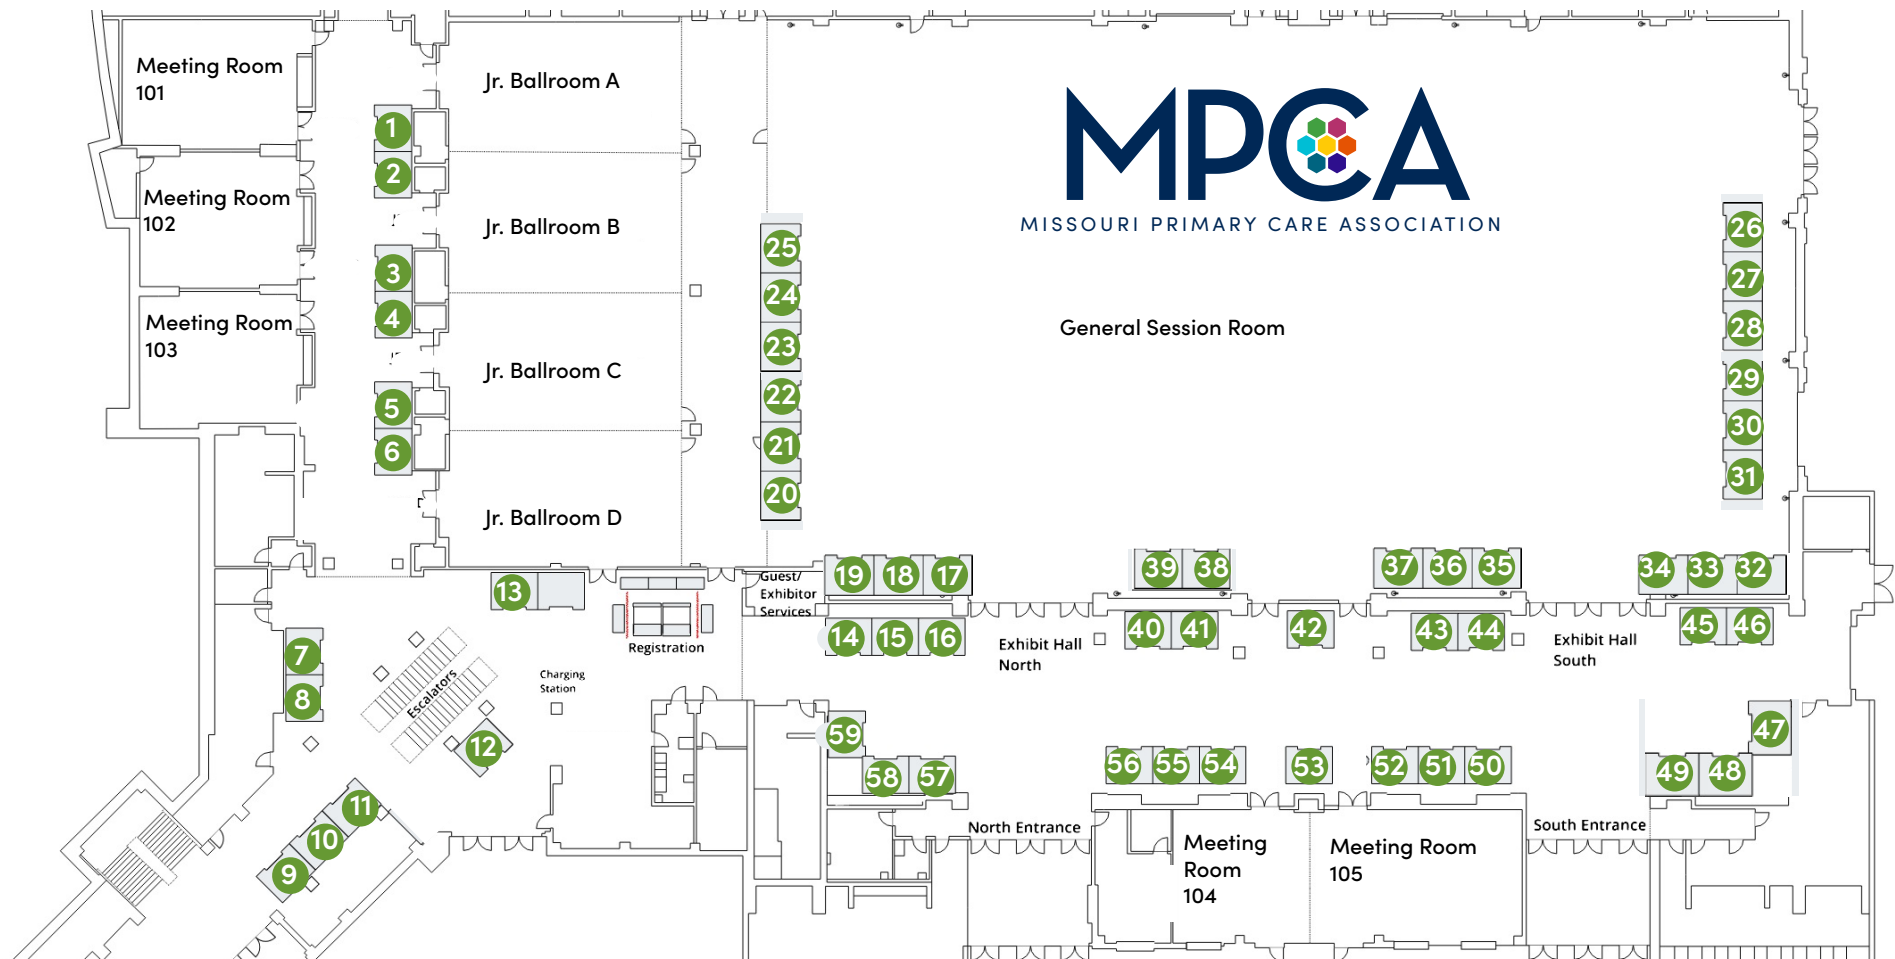 Meeting Room
101
Jr. Ballroom A
MPCA
MISSOURI PRIMARY CARE ASSOCIATION
1
2
Meeting Room
102
Jr. Ballroom B
3
4
Meeting Room
103
Jr. Ballroom C
5
6
Jr. Ballroom D
25
24
23
22
21
20
General Session Room
26
27
28
29
30
31
13
Guest/
Exhibitor
Services
Registration
19 18 17
39 38
37 36 35
34 33 32
14 15 16
Exhibit Hall
North
40 41
42
43 44
Exhibit Hall
South
45 46
7
8
Escalators
Charging
Station
12
11
10
9
59
58 57
56 55 54
53
52 51 50
49 48
47
North Entrance
South Entrance
Meeting
Room
104
Meeting Room
105